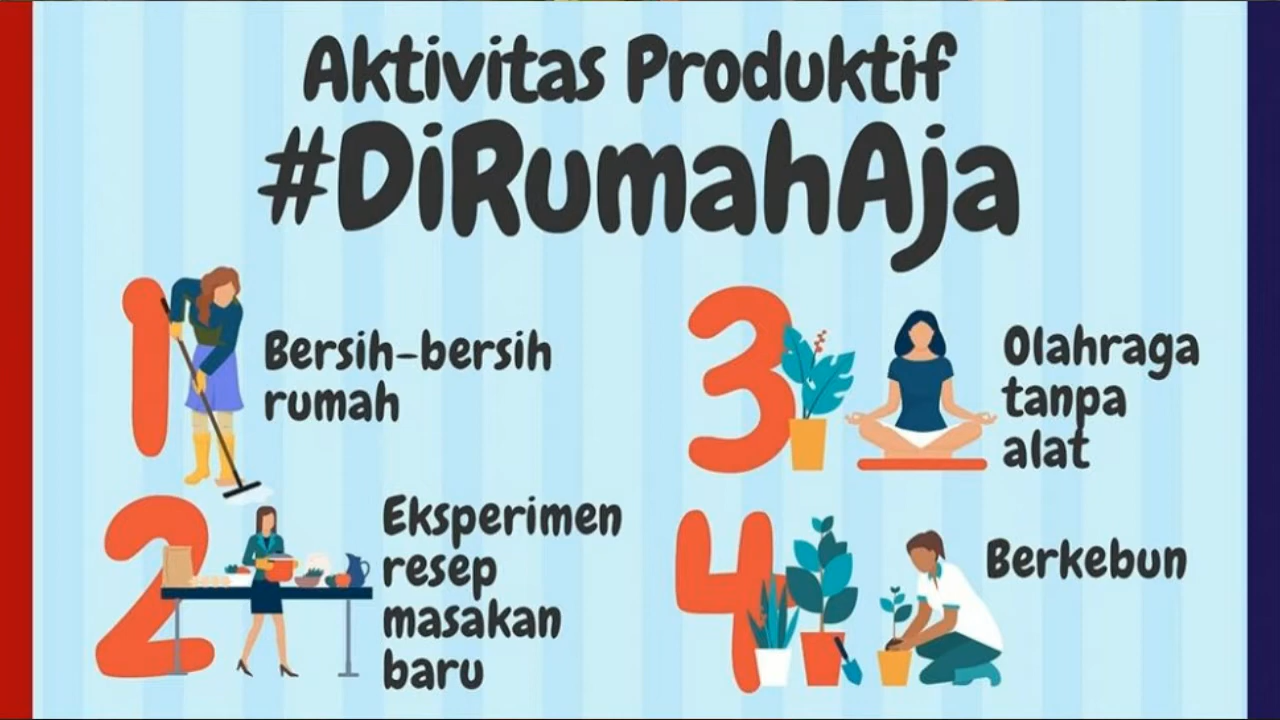 Aktivitas Produktif
#DiRumahAja
1
Bersih-bersih
rumah
2
Eksperimen
resep
masakan
baru
3
Olahraga
tanpa
alat
4
Berkebun